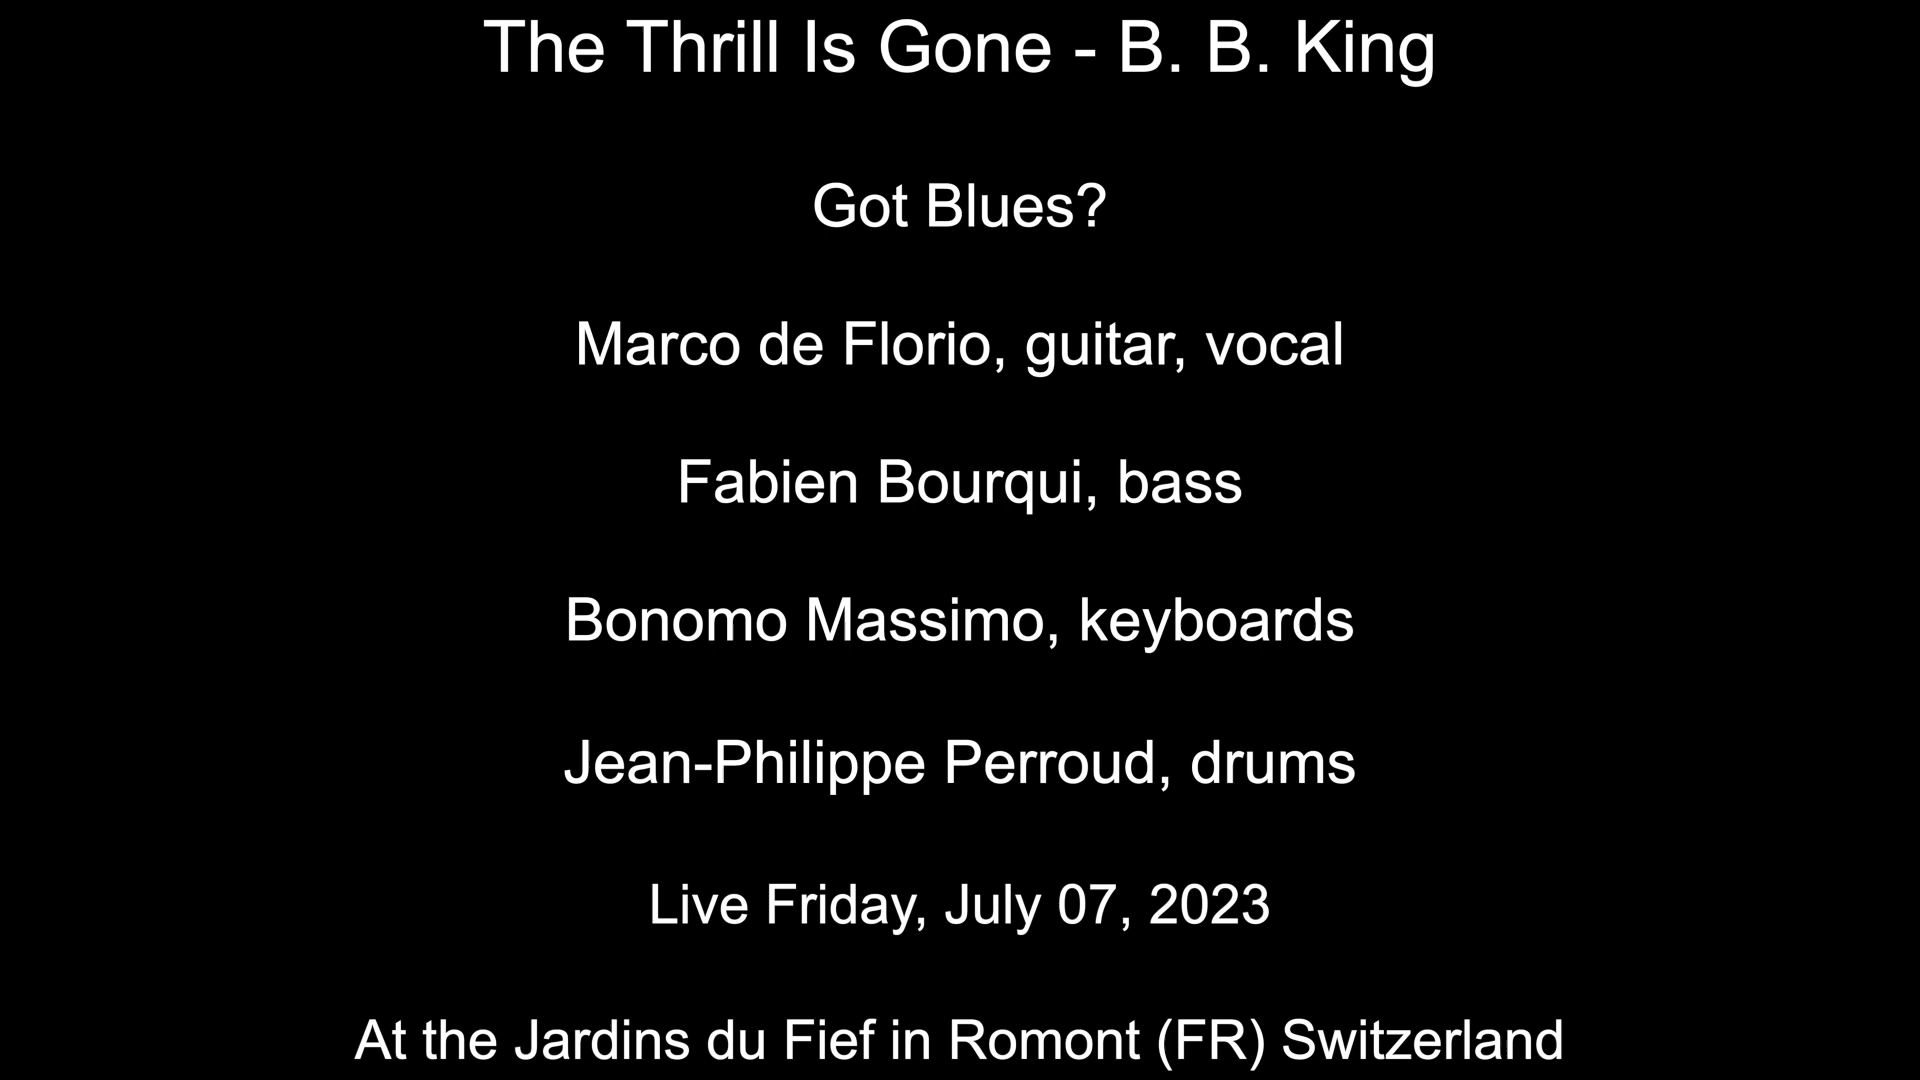 The Thrill Is Gone - B. B. King
Got Blues?
Marco de Florio, guitar, vocal
Fabien Bourqui, bass
Bonomo Massimo, keyboards
Jean-Philippe Perroud, drums
Live Friday, July 07, 2023
At the Jardins du Fief in Romont (FR) Switzerland